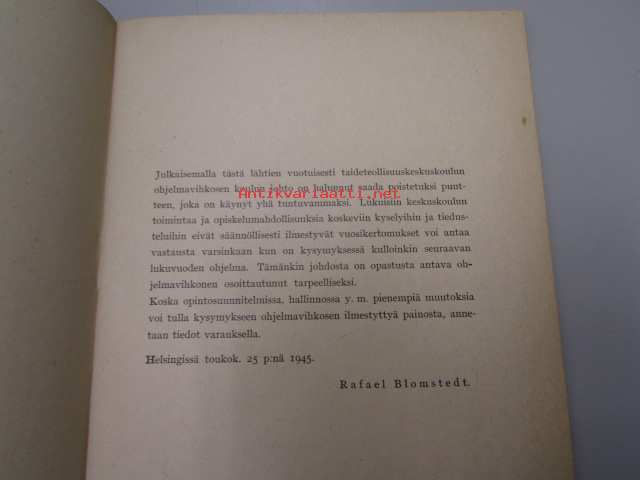 Julkaisemalla tästä lähtien vuotuisesti taideteollisuuskeskuskoulun
ohjelmavihkosen koulun johto on halunnut saada poistetuksi puut-
Antikvariaatti.net
teen, joka on käynyt yhä tuntuvammaksi. Lukuisiin keskuskoulun
toimintaa ja opiskelumahdollisuuksia koskeviin kyselyihin ja tiedus-
teluihin eivät säännöllisesti ilmestyvät vuosikertomukset voi antaa
vastausta varsinkaan kun on kysymyksessä kulloinkin seuraavan
lukuvuoden ohjelma. Tämänkin johdosta on opastusta antava oh-
jelmavihkonen osoittautunut tarpeelliseksi.
Koska opintosuunnitelmissa, hallinnossa y. m. pienempiä muutoksia
voi tulla kysymykseen ohjelmavihkosen ilmestyttyä painosta, anne-
taan tiedot varauksella.
Helsingissä toukok. 25 p:nä 1945.
Rafael Blomstedt.